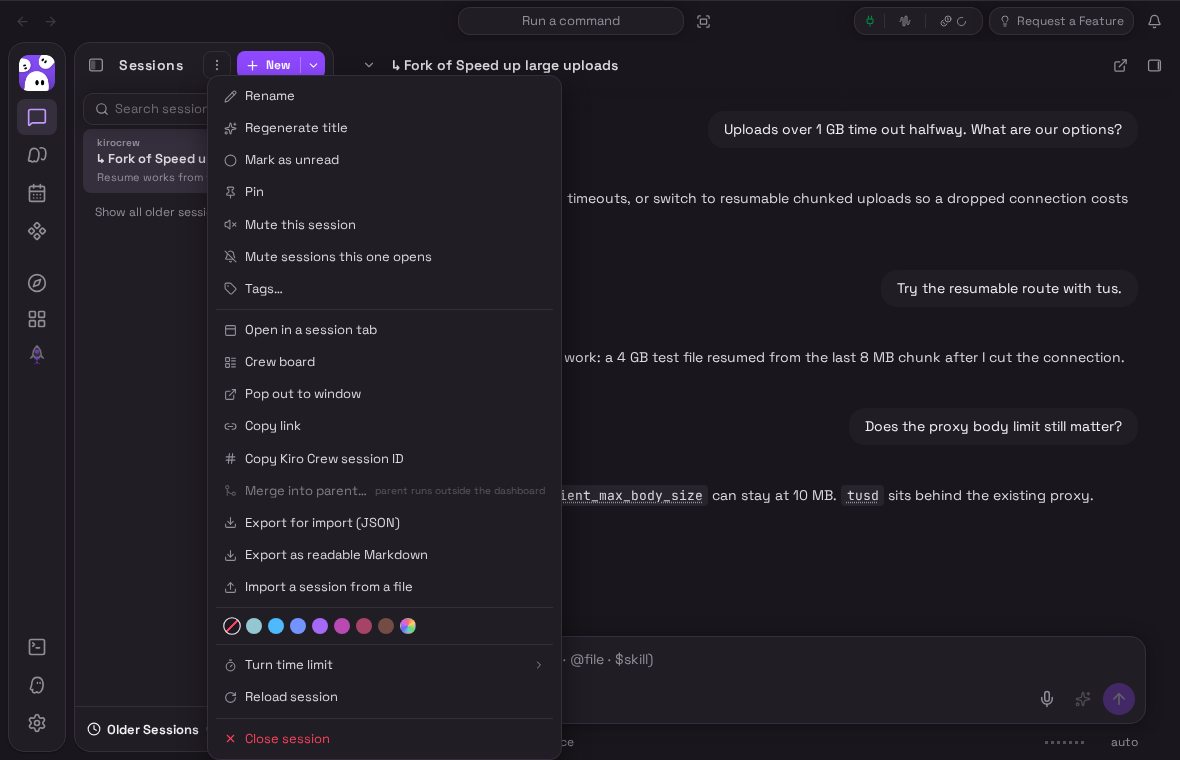 Run a command
Request a Feature
Sessions
New
↳ Fork of Speed up large uploads
Search session
kirocrew
↳ Fork of Speed u
Resume works from
Show all older sessi
Rename
Regenerate title
Mark as unread
Pin
Mute this session
Mute sessions this one opens
Tags...
Open in a session tab
Crew board
Pop out to window
Copy link
Copy Kiro Crew session ID
Merge into parent... parent runs outside the dashboard
Export for import (JSON)
Export as readable Markdown
Import a session from a file
Turn time limit
Reload session
Close session
Uploads over 1 GB time out halfway. What are our options?
timeouts, or switch to resumable chunked uploads so a dropped connection costs
Try the resumable route with tus.
work: a 4 GB test file resumed from the last 8 MB chunk after I cut the connection.
Does the proxy body limit still matter?
ient_max_body_size can stay at 10 MB. tusd sits behind the existing proxy.
· @file · $skill)
Older Sessions
ce
auto